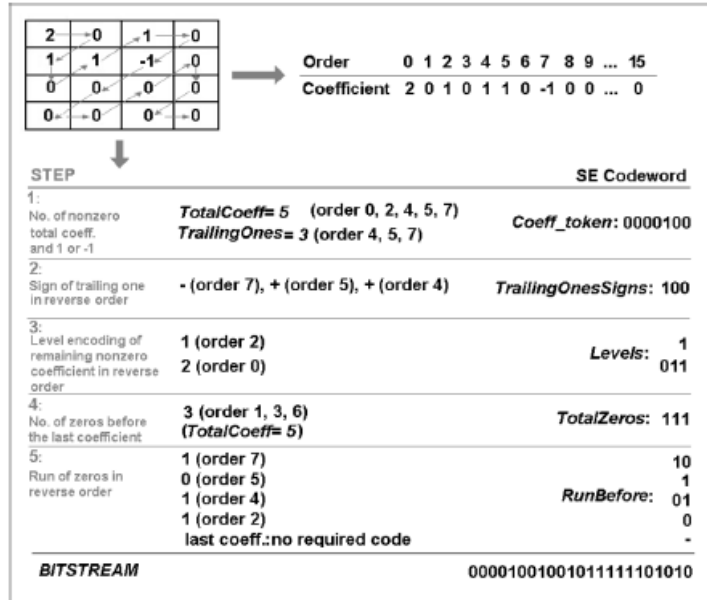 2 0 1 0
1 1 -1 0
0 0 0 0
0 0 0 0
Order 0 1 2 3 4 5 6 7 8 9 ... 15
Coefficient 2 0 1 0 1 1 0 -1 0 0 ... 0
STEP SE Codeword
1:
No. of nonzero
total coeff.
and 1 or -1
TotalCoeff= 5 (order 0, 2, 4, 5, 7)
TrailingOnes= 3 (order 4, 5, 7)
Coeff_token: 0000100
2:
Sign of trailing one
in reverse order
- (order 7), + (order 5), + (order 4)
TrailingOnesSigns: 100
3:
Level encoding of
remaining nonzero
coefficient in reverse
order
1 (order 2)
2 (order 0)
Levels: 1
011
4:
No. of zeros before
the last coefficient
3 (order 1, 3, 6)
(TotalCoeff= 5)
TotalZeros: 111
5:
Run of zeros in
reverse order
1 (order 7)
0 (order 5)
1 (order 4)
1 (order 2)
last coeff.:no required code
RunBefore:
10
1
01
0
-
BITSTREAM 000010010010111111101010